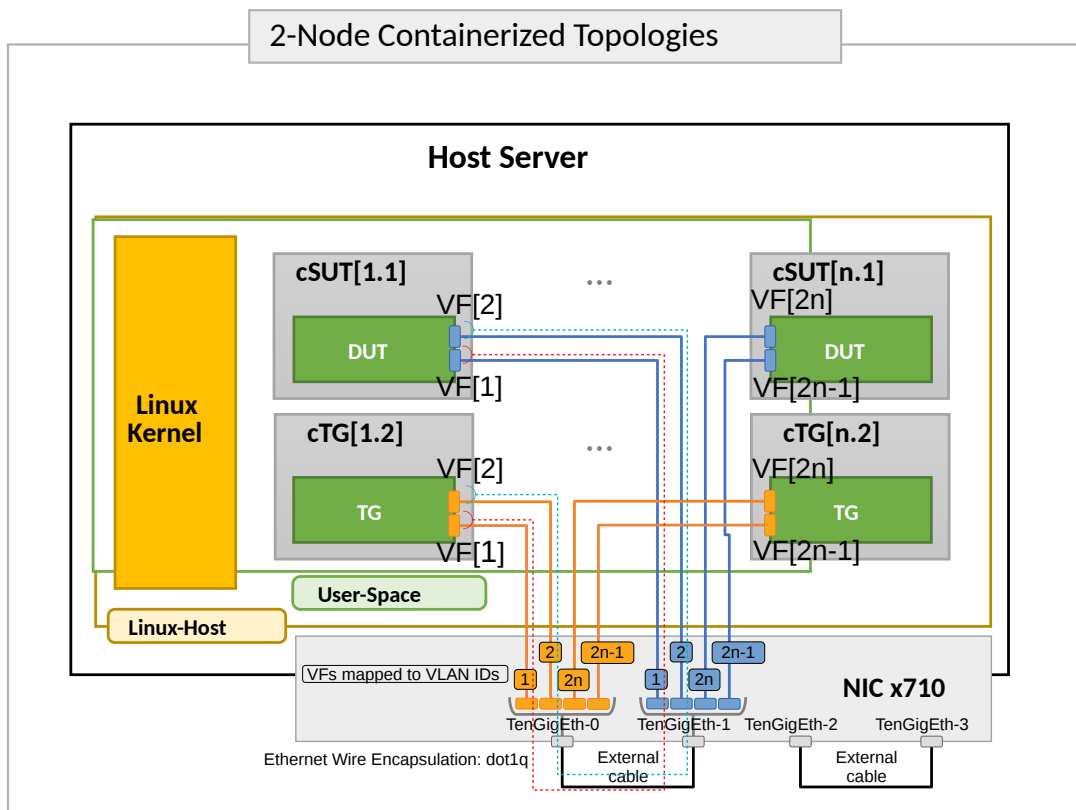 2-Node Containerized Topologies
Host Server
cSUT[1.1]
...
cSUT[n.1]
VF[2]
VF[2n]
DUT
DUT
VF[1]
VF[2n-1]
Linux
Kernel
cTG[1.2]
...
cTG[n.2]
VF[2]
VF[2n]
TG
TG
VF[1]
VF[2n-1]
User-Space
Linux-Host
2
2n-1
2
2n-1
VFs mapped to VLAN IDs
1
2n
1
2n
NIC x710
TenGigEth-0
TenGigEth-1
TenGigEth-2
TenGigEth-3
Ethernet Wire Encapsulation: dot1q
External
cable
External
cable